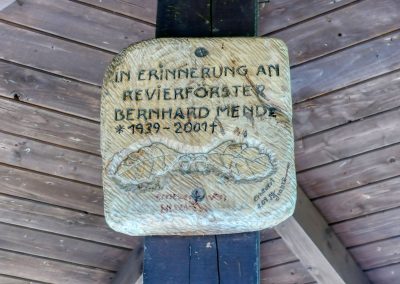 IN ERINNERUNG AN
REVIERFÖRSTER
BERNHARD MENDE
* 1939 - 2001 †